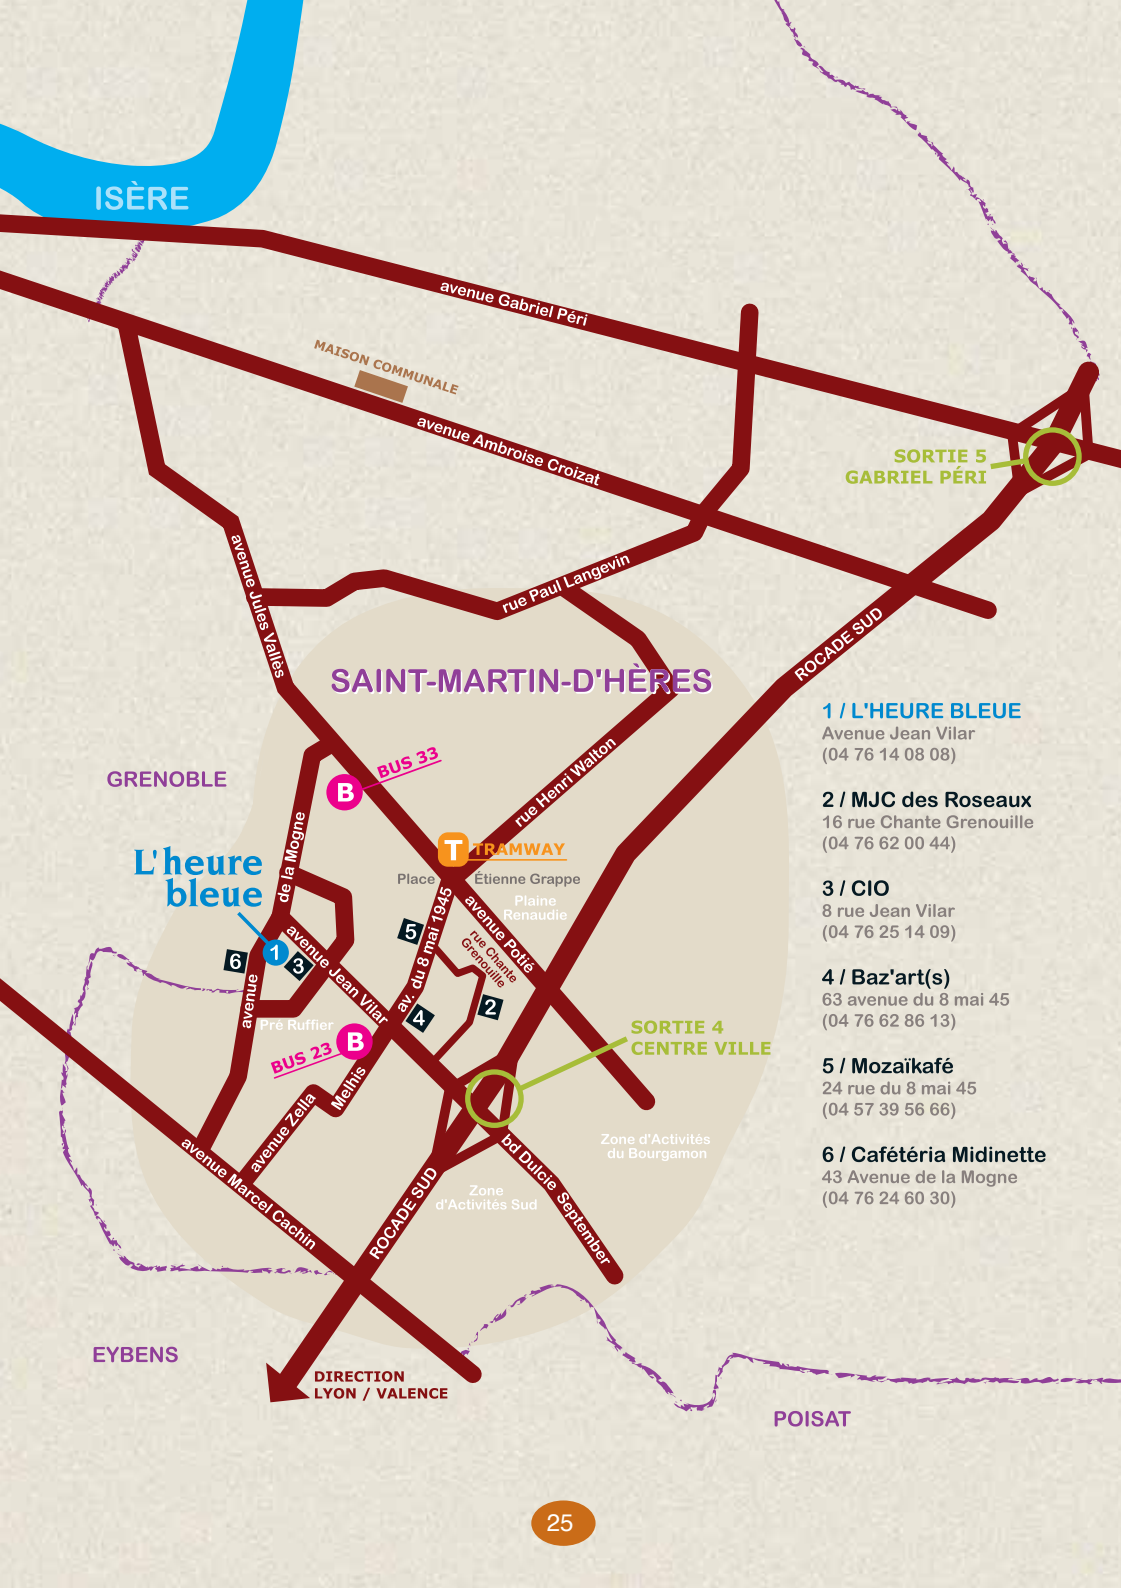 ISÈRE
avenue Gabriel Péri
MAISON COMMUNALE
avenue Ambroise Croizat
SORTIE 5
GABRIEL PÉRI
avenue Jules Vallès
rue Paul Langevin
ROCADE SUD
SAINT-MARTIN-D'HÈRES
GRENOBLE
BUS 33
B
rue Henri Walton
T TRAMWAY
Place Étienne Grappe
Plaine
Renaudie
de la Mogne
L'heure
bleue
avenue Potié
rue Chante
Grenouille
av. du 8 mai 1945
5
6
1
3
avenue Jean Vilar
avenue
2
4
Pré Ruffier
BUS 23
B
SORTIE 4
CENTRE VILLE
avenue Zella
Melhis
Zone d'Activités
du Bourgamon
bd Dulcie September
avenue Marcel Cachin
ROCADE SUD
Zone
d'Activités Sud
EYBENS
DIRECTION
LYON / VALENCE
POISAT
1 / L'HEURE BLEUE
Avenue Jean Vilar
(04 76 14 08 08)
2 / MJC des Roseaux
16 rue Chante Grenouille
(04 76 62 00 44)
3 / CIO
8 rue Jean Vilar
(04 76 25 14 09)
4 / Baz'art(s)
63 avenue du 8 mai 45
(04 76 62 86 13)
5 / Mozaïkafé
24 rue du 8 mai 45
(04 57 39 56 66)
6 / Cafétéria Midinette
43 Avenue de la Mogne
(04 76 24 60 30)
25